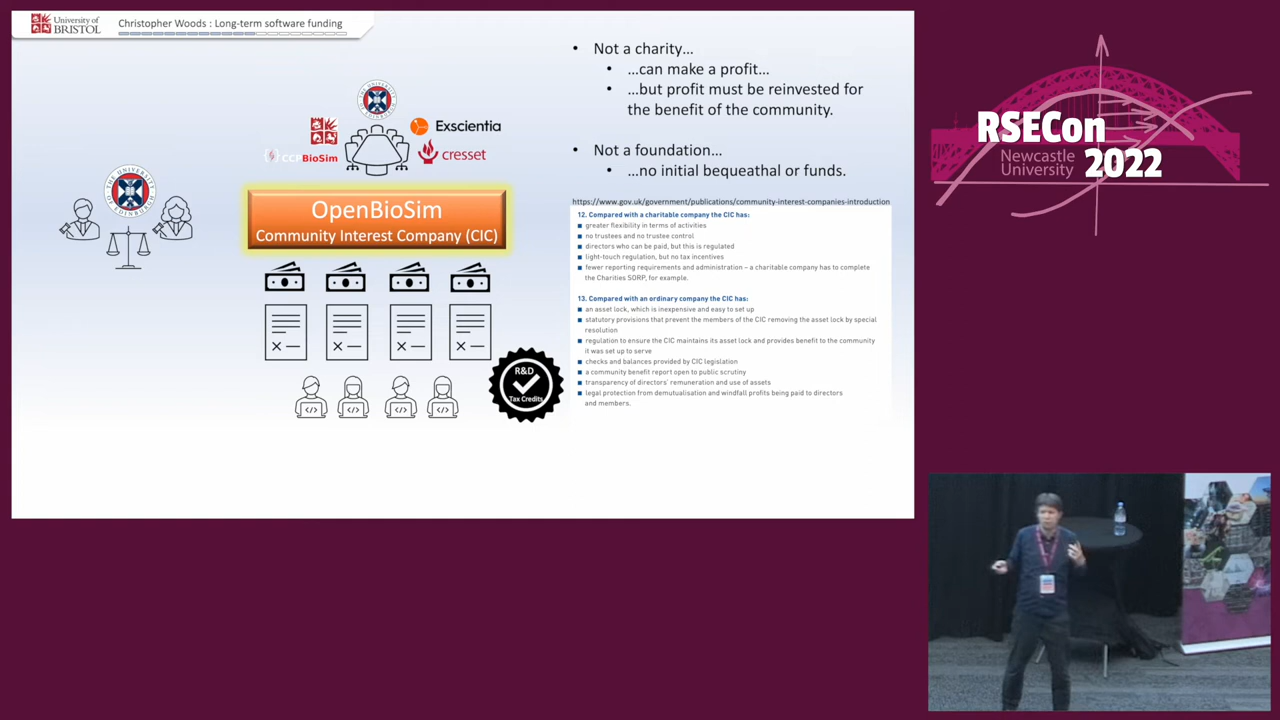 University of
BRISTOL
Christopher Woods : Long-term software funding
• Not a charity…
• …can make a profit…
• …but profit must be reinvested for
the benefit of the community.
• Not a foundation…
• …no initial bequeathal or funds.
https://www.gov.uk/government/publications/community-interest-companies-introduction
12. Compared with a charitable company the CIC has:
greater flexibility in terms of activities
no trustees and no trustee control
directors who can be paid, but this is regulated
light-touch regulation, but no tax incentives
fewer reporting requirements and administration – a charitable company has to complete
the Charities SORP, for example.
13. Compared with an ordinary company the CIC has:
an asset lock, which is inexpensive and easy to set up
statutory provisions that prevent the members of the CIC removing the asset lock by special
resolution
regulation to ensure the CIC maintains its asset lock and provides benefit to the community
it was set up to serve
checks and balances provided by CIC legislation
a community benefit report open to public scrutiny
transparency of directors' remuneration and use of assets
legal protection from demutualisation and windfall profits being paid to directors
and members.
Exscientia
CCPBioSim
cresset
THE UNIVERSITY OF EDINBURGH
OpenBioSim
Community Interest Company (CIC)
R&D
Tax Credits
RSECon
Newcastle
University
2022